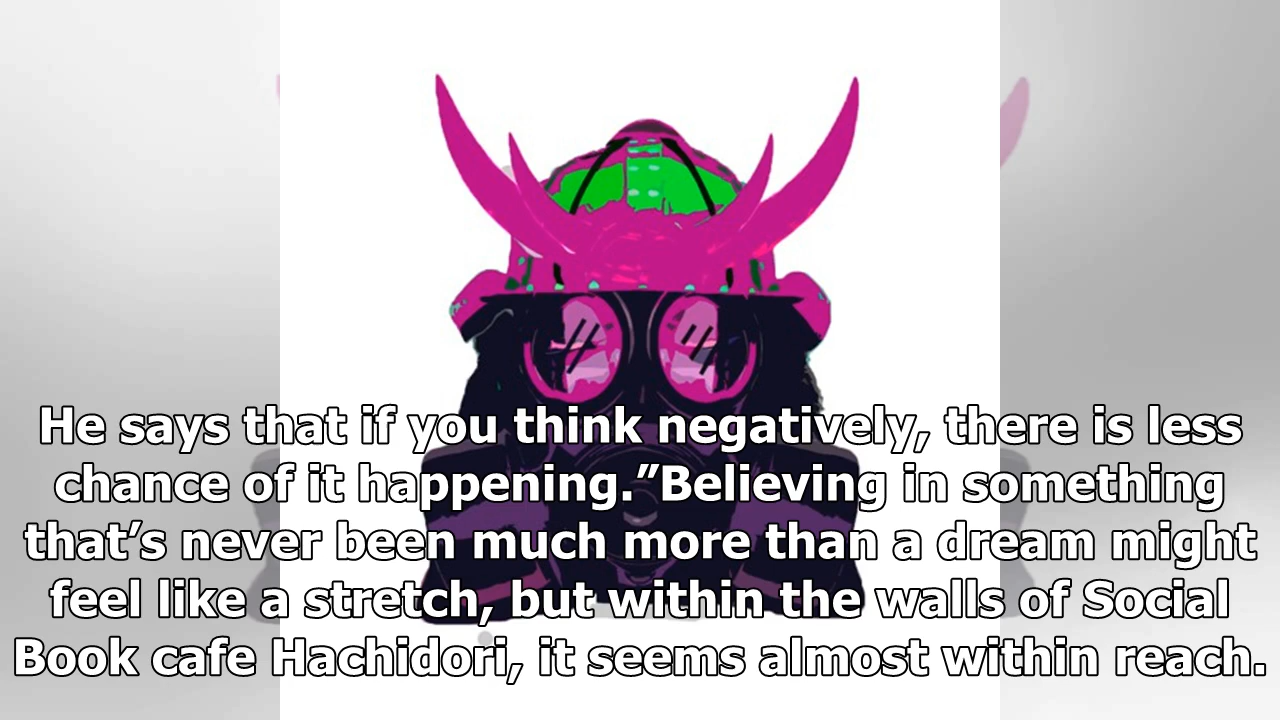 He says that if you think negatively, there is less
chance of it happening.”Believing in something
that’s never been much more than a dream might
feel like a stretch, but within the walls of Social
Book cafe Hachidori, it seems almost within reach.